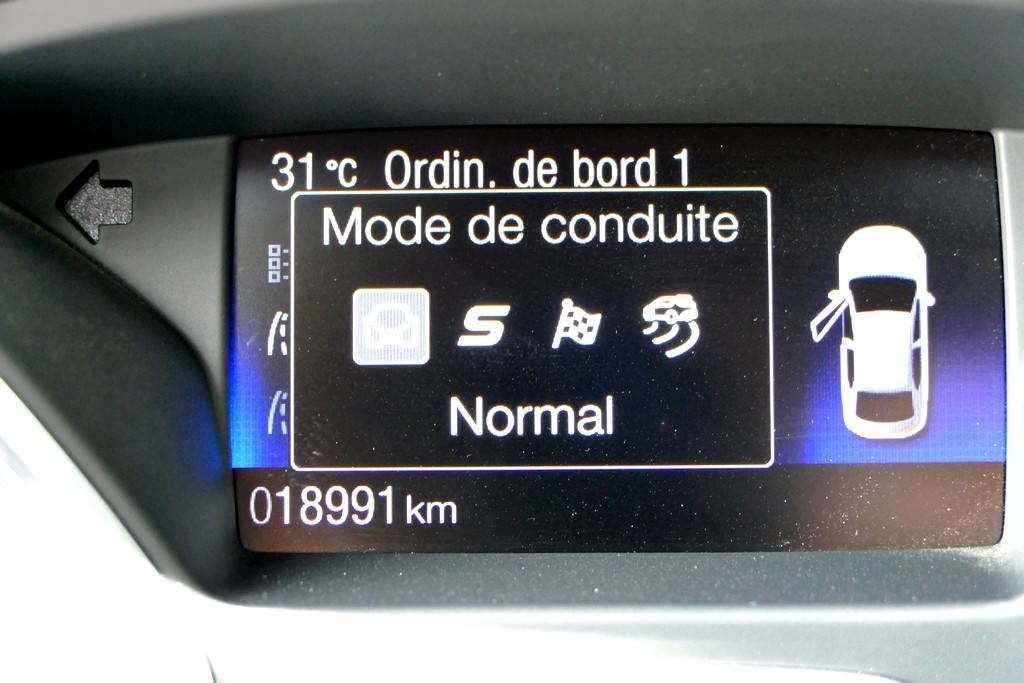 31°C Ordin. de bord 1
Mode de conduite
S
Normal
018991 km